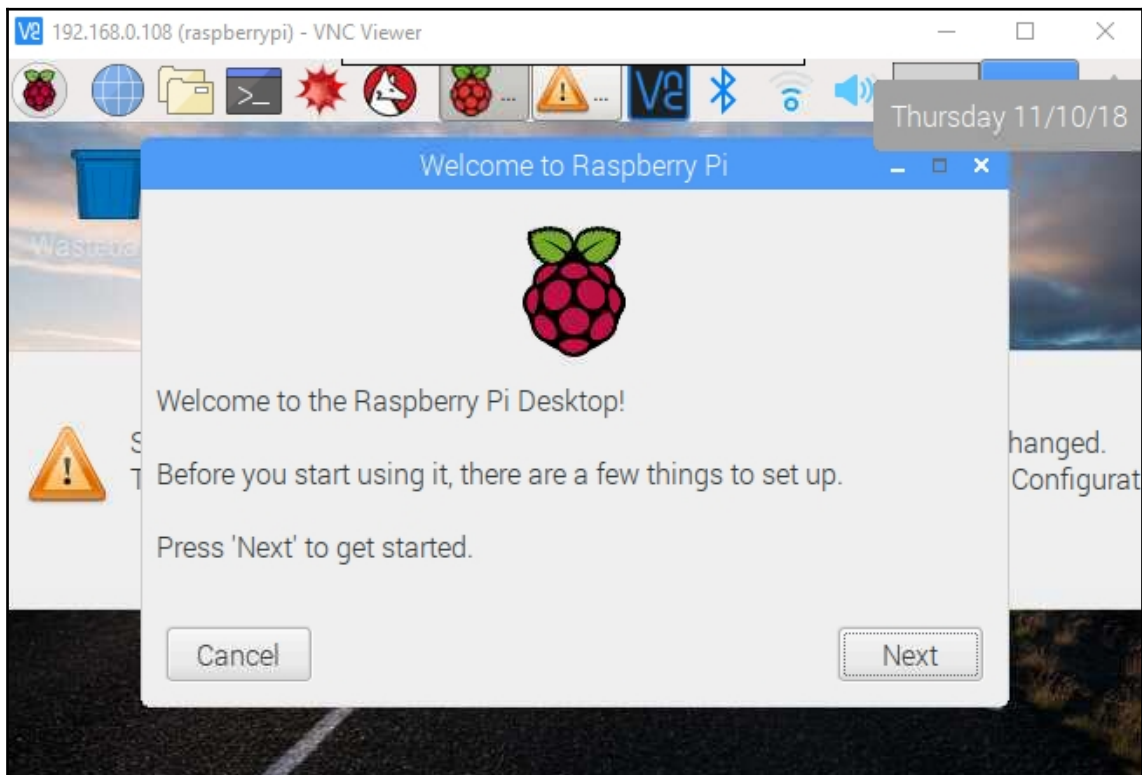 192.168.0.108 (raspberrypi) - VNC Viewer
Thursday 11/10/18
Welcome to Raspberry Pi
Welcome to the Raspberry Pi Desktop!
hanged.
Before you start using it, there are a few things to set up.
Configurat
Press 'Next' to get started.
Cancel
Next